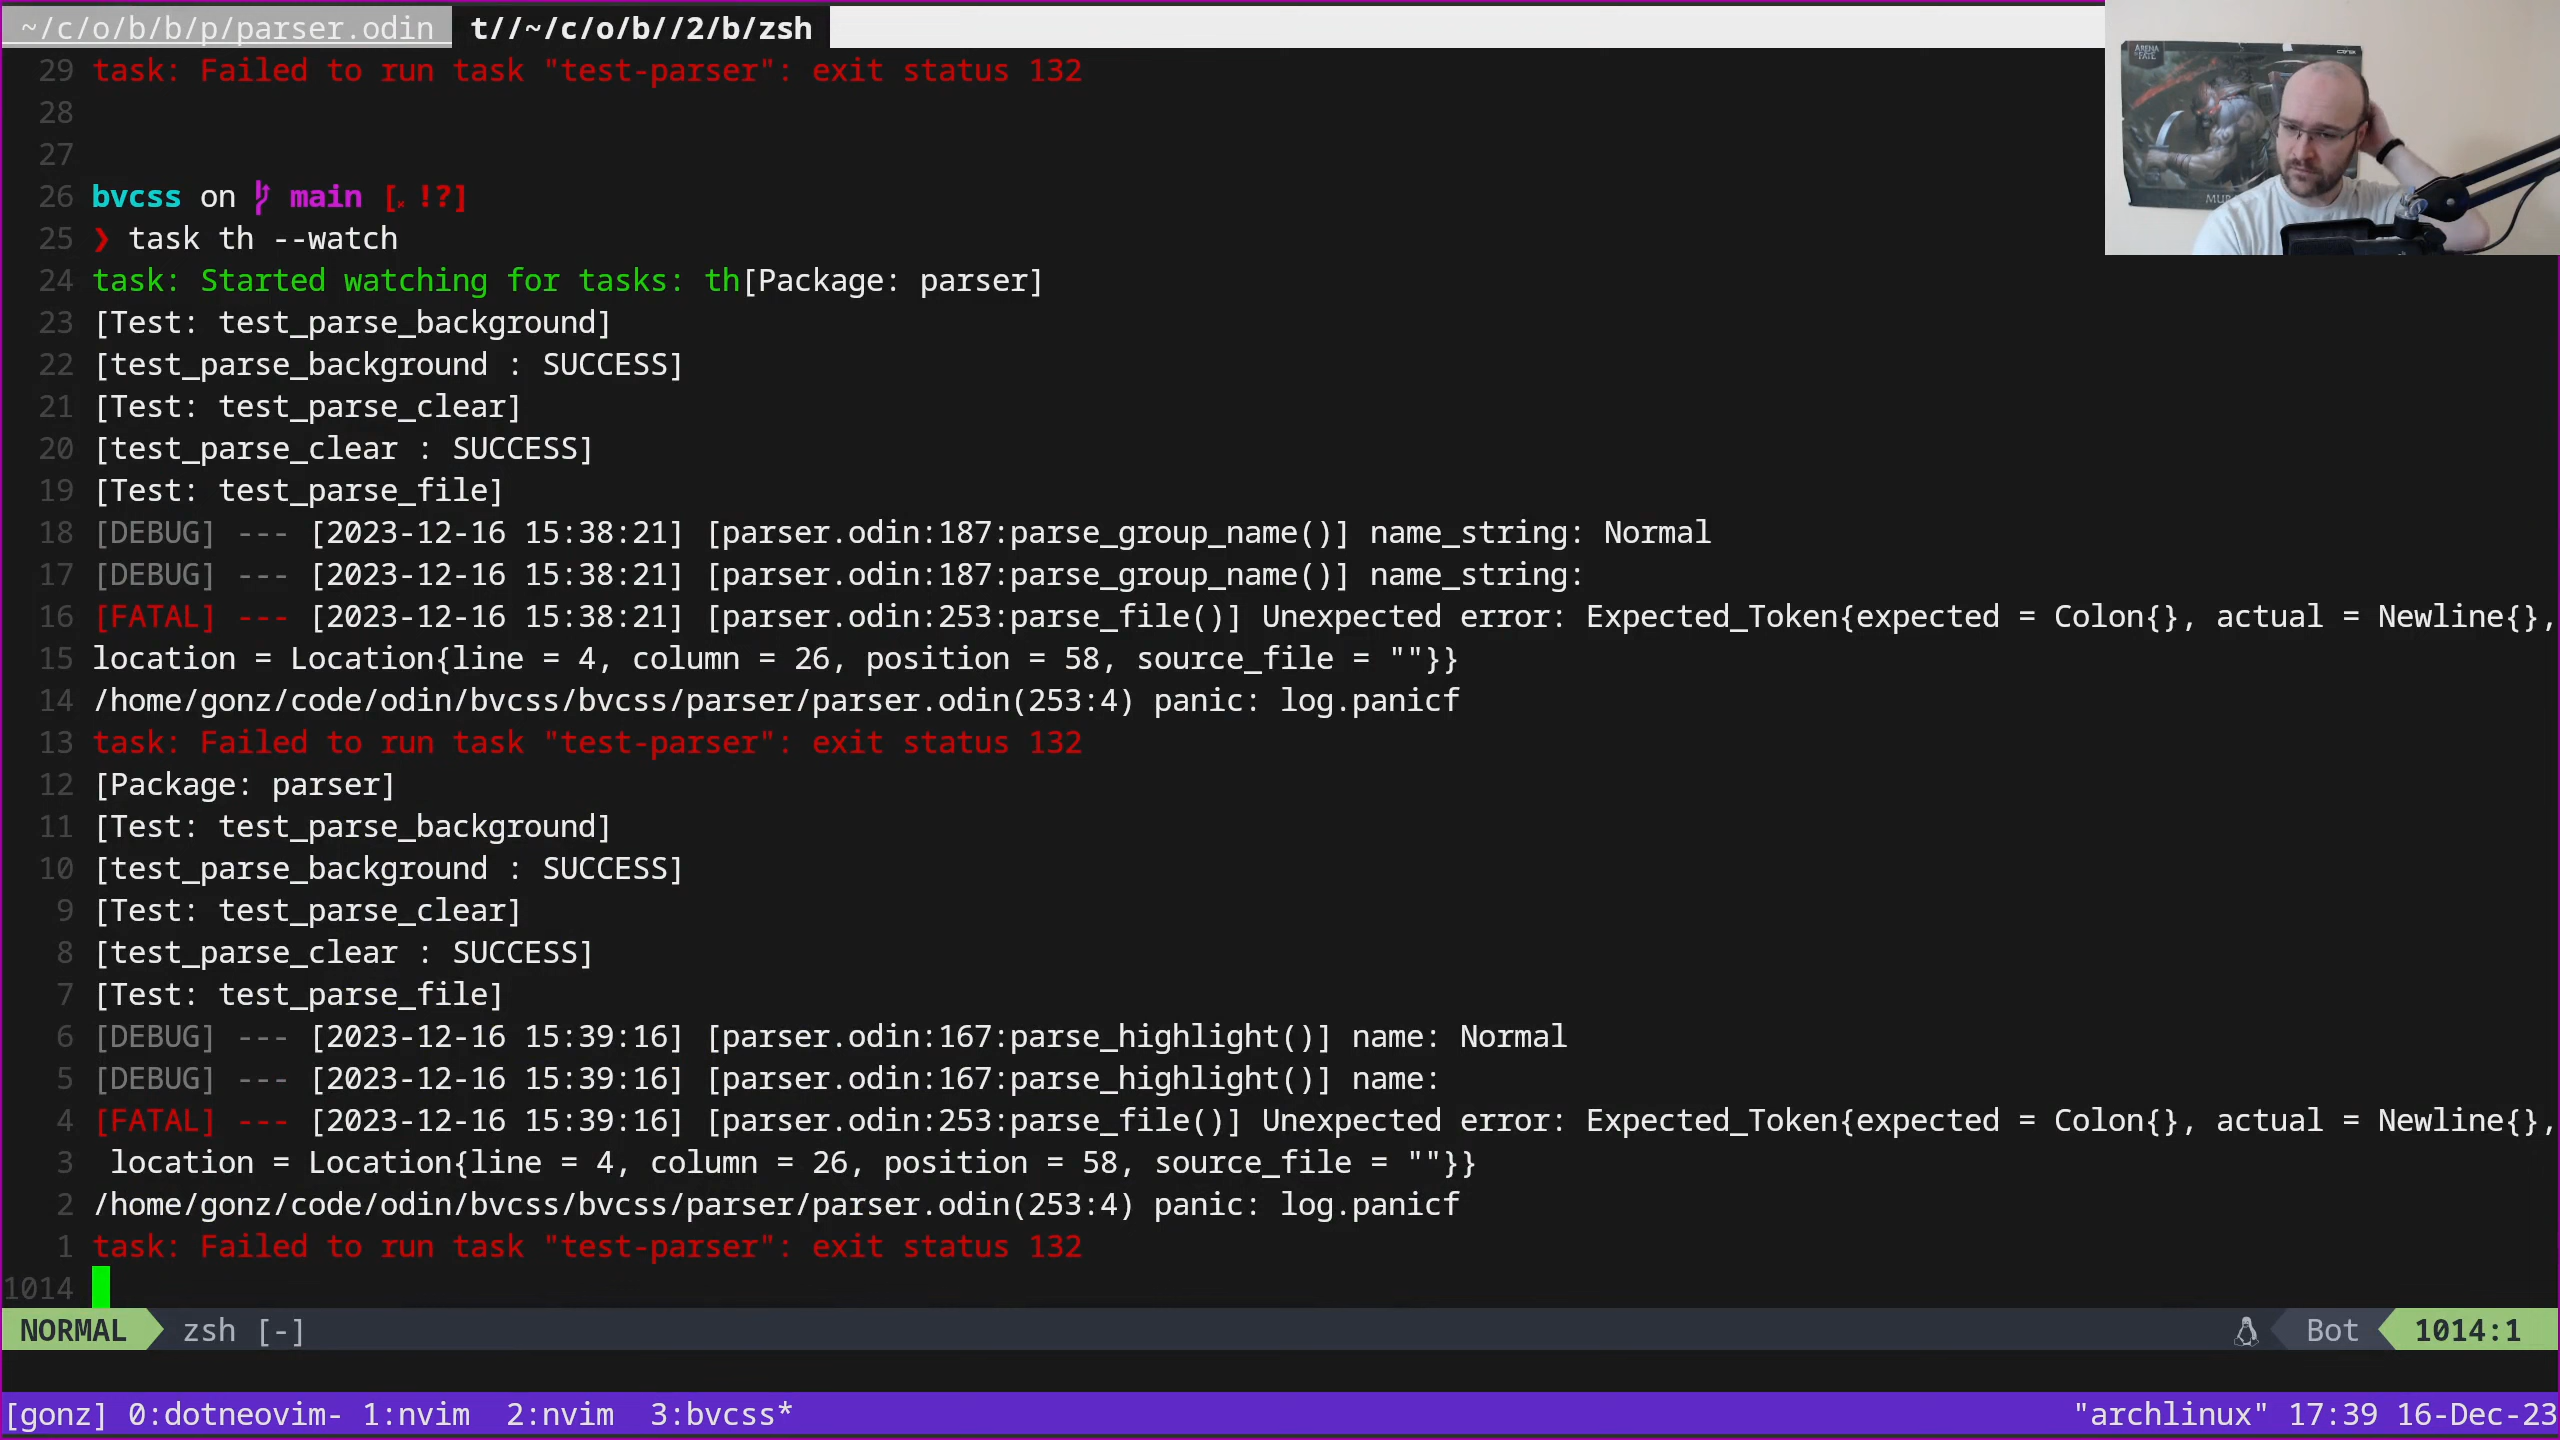 ~/c/o/b/b/p/parser.odin t//~/c/o/b//2/b/zsh
29 task: Failed to run task "test-parser": exit status 132
28
27
26 bvcss on main [ !?]
25 ❯ task th --watch
24 task: Started watching for tasks: th[Package: parser]
23 [Test: test_parse_background]
22 [test_parse_background : SUCCESS]
21 [Test: test_parse_clear]
20 [test_parse_clear : SUCCESS]
19 [Test: test_parse_file]
18 [DEBUG] --- [2023-12-16 15:38:21] [parser.odin:187:parse_group_name()] name_string: Normal
17 [DEBUG] --- [2023-12-16 15:38:21] [parser.odin:187:parse_group_name()] name_string:
16 [FATAL] --- [2023-12-16 15:38:21] [parser.odin:253:parse_file()] Unexpected error: Expected_Token{expected = Colon{}, actual = Newline{},
15 location = Location{line = 4, column = 26, position = 58, source_file = ""}}
14 /home/gonz/code/odin/bvcss/bvcss/parser/parser.odin(253:4) panic: log.panicf
13 task: Failed to run task "test-parser": exit status 132
12 [Package: parser]
11 [Test: test_parse_background]
10 [test_parse_background : SUCCESS]
9 [Test: test_parse_clear]
8 [test_parse_clear : SUCCESS]
7 [Test: test_parse_file]
6 [DEBUG] --- [2023-12-16 15:39:16] [parser.odin:167:parse_highlight()] name: Normal
5 [DEBUG] --- [2023-12-16 15:39:16] [parser.odin:167:parse_highlight()] name:
4 [FATAL] --- [2023-12-16 15:39:16] [parser.odin:253:parse_file()] Unexpected error: Expected_Token{expected = Colon{}, actual = Newline{},
3 location = Location{line = 4, column = 26, position = 58, source_file = ""}}
2 /home/gonz/code/odin/bvcss/bvcss/parser/parser.odin(253:4) panic: log.panicf
1 task: Failed to run task "test-parser": exit status 132
1014
NORMAL zsh [-] Bot 1014:1
[gonz] 0:dotneovim- 1:nvim 2:nvim 3:bvcss* "archlinux" 17:39 16-Dec-23